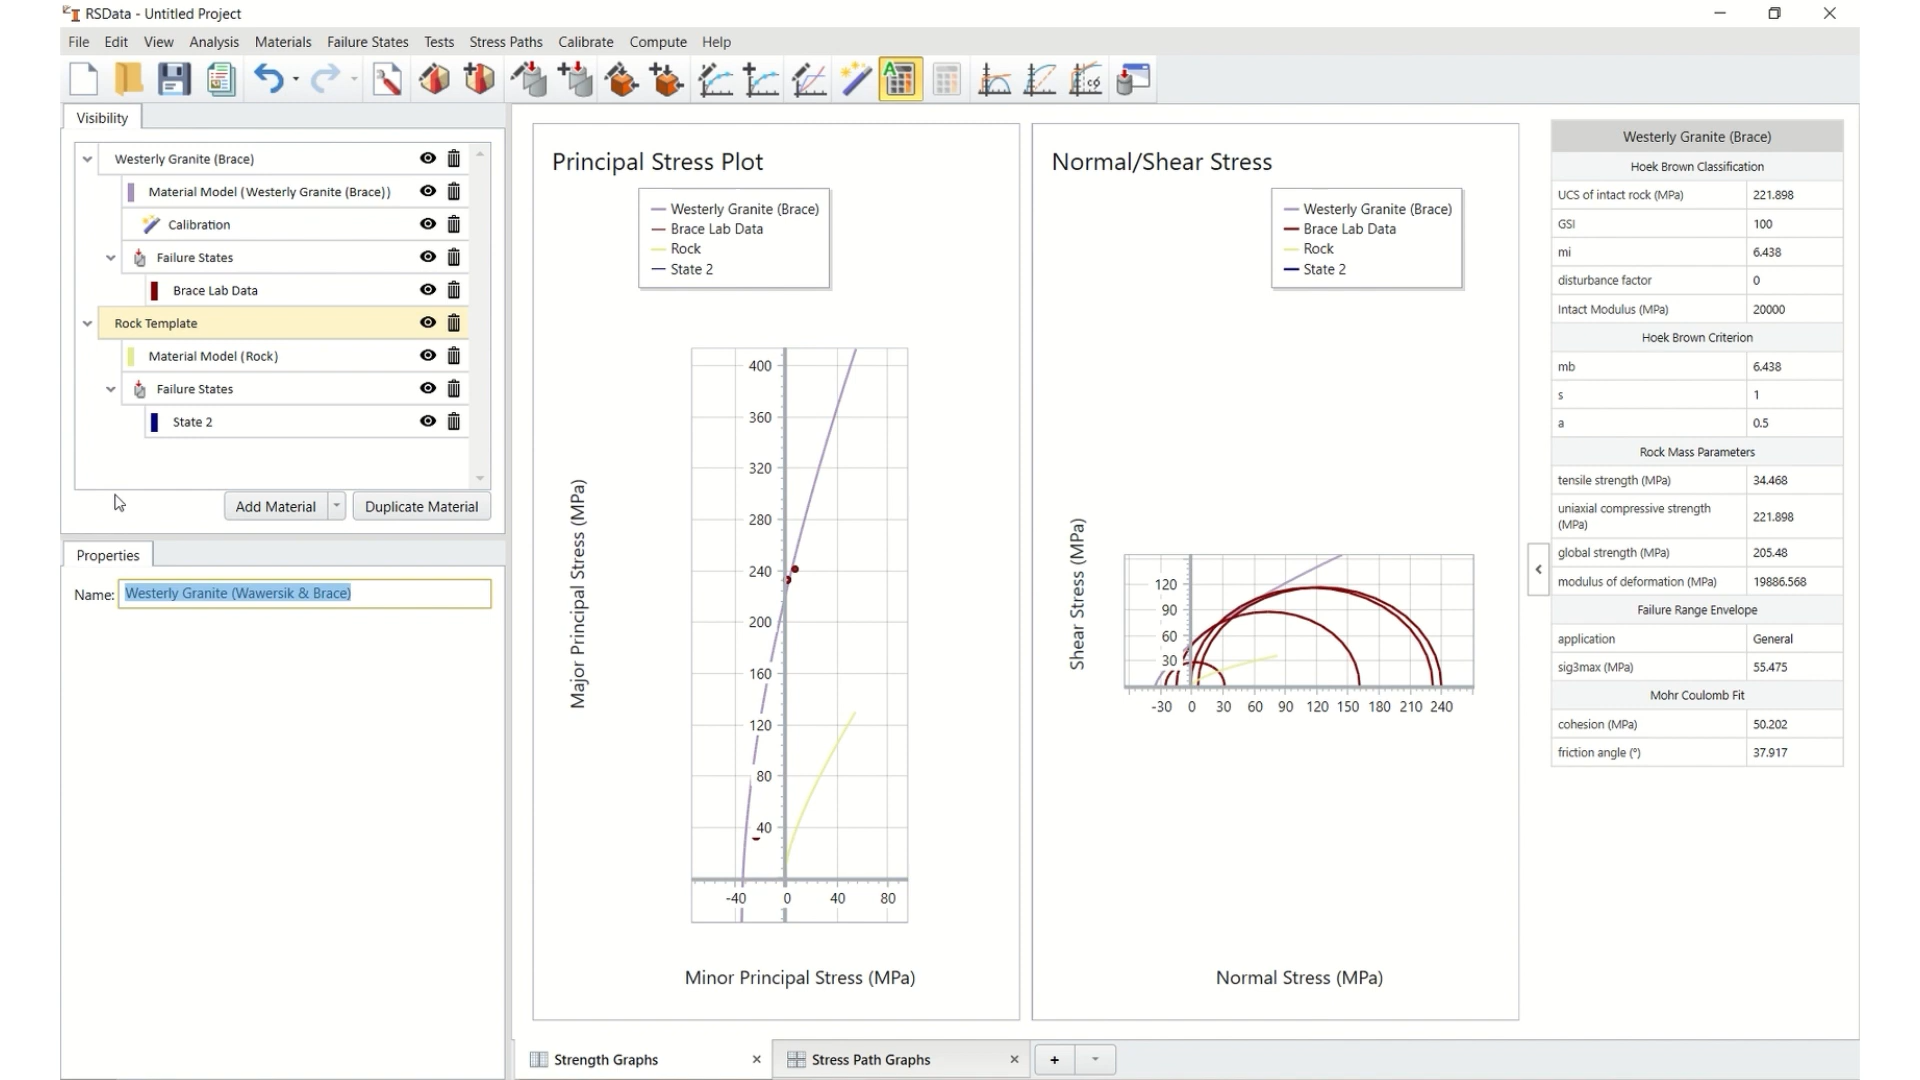 RSData - Untitled Project
File Edit View Analysis Materials Failure States Tests Stress Paths Calibrate Compute Help
Visibility
Westerly Granite (Brace)
Material Model (Westerly Granite (Brace))
Calibration
Failure States
Brace Lab Data
Rock Template
Material Model (Rock)
Failure States
State 2
Add Material
Duplicate Material
Properties
Name: Westerly Granite (Wawersik & Brace)
Principal Stress Plot
Westerly Granite (Brace)
Brace Lab Data
Rock
State 2
Major Principal Stress (MPa)
400
360
320
280
240
200
160
120
80
40
-40 0 40 80
Minor Principal Stress (MPa)
Normal/Shear Stress
Westerly Granite (Brace)
Brace Lab Data
Rock
State 2
Shear Stress (MPa)
120
90
60
30
-30 0 30 60 90 120 150 180 210 240
Normal Stress (MPa)
Westerly Granite (Brace)
Hoek Brown Classification
UCS of intact rock (MPa) 221.898
GSI 100
mi 6.438
disturbance factor 0
Intact Modulus (MPa) 20000
Hoek Brown Criterion
mb 6.438
s 1
a 0.5
Rock Mass Parameters
tensile strength (MPa) 34.468
uniaxial compressive strength
(MPa) 221.898
global strength (MPa) 205.48
modulus of deformation (MPa) 19886.568
Failure Range Envelope
application General
sig3max (MPa) 55.475
Mohr Coulomb Fit
cohesion (MPa) 50.202
friction angle (°) 37.917
Strength Graphs
Stress Path Graphs